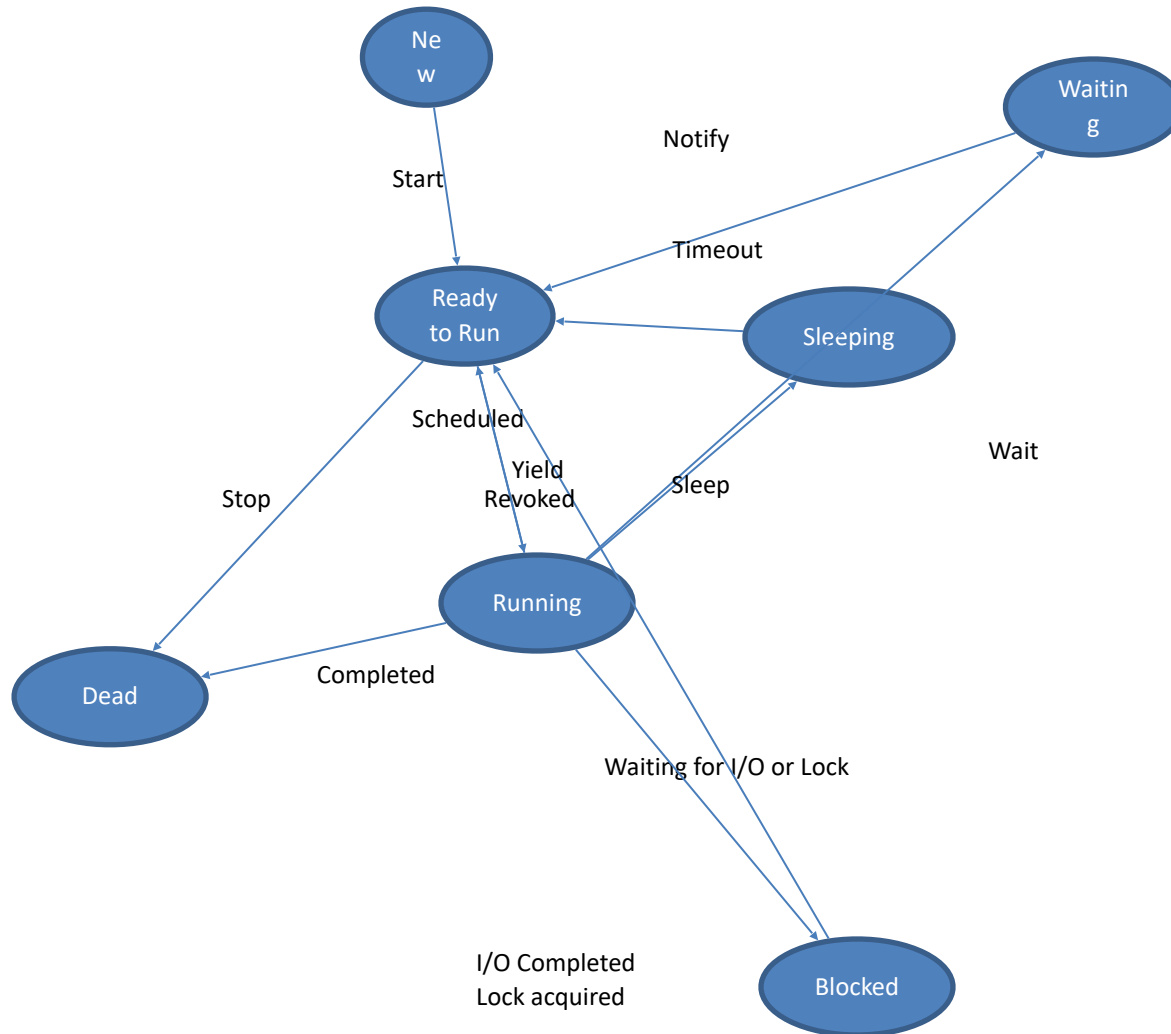 Ne
w
Waitin
g
Notify
Start
Timeout
Ready
to Run
Sleeping
Scheduled
Wait
Yield
Revoked
Sleep
Stop
Running
Completed
Dead
Waiting for I/O or Lock
I/O Completed
Lock acquired
Blocked